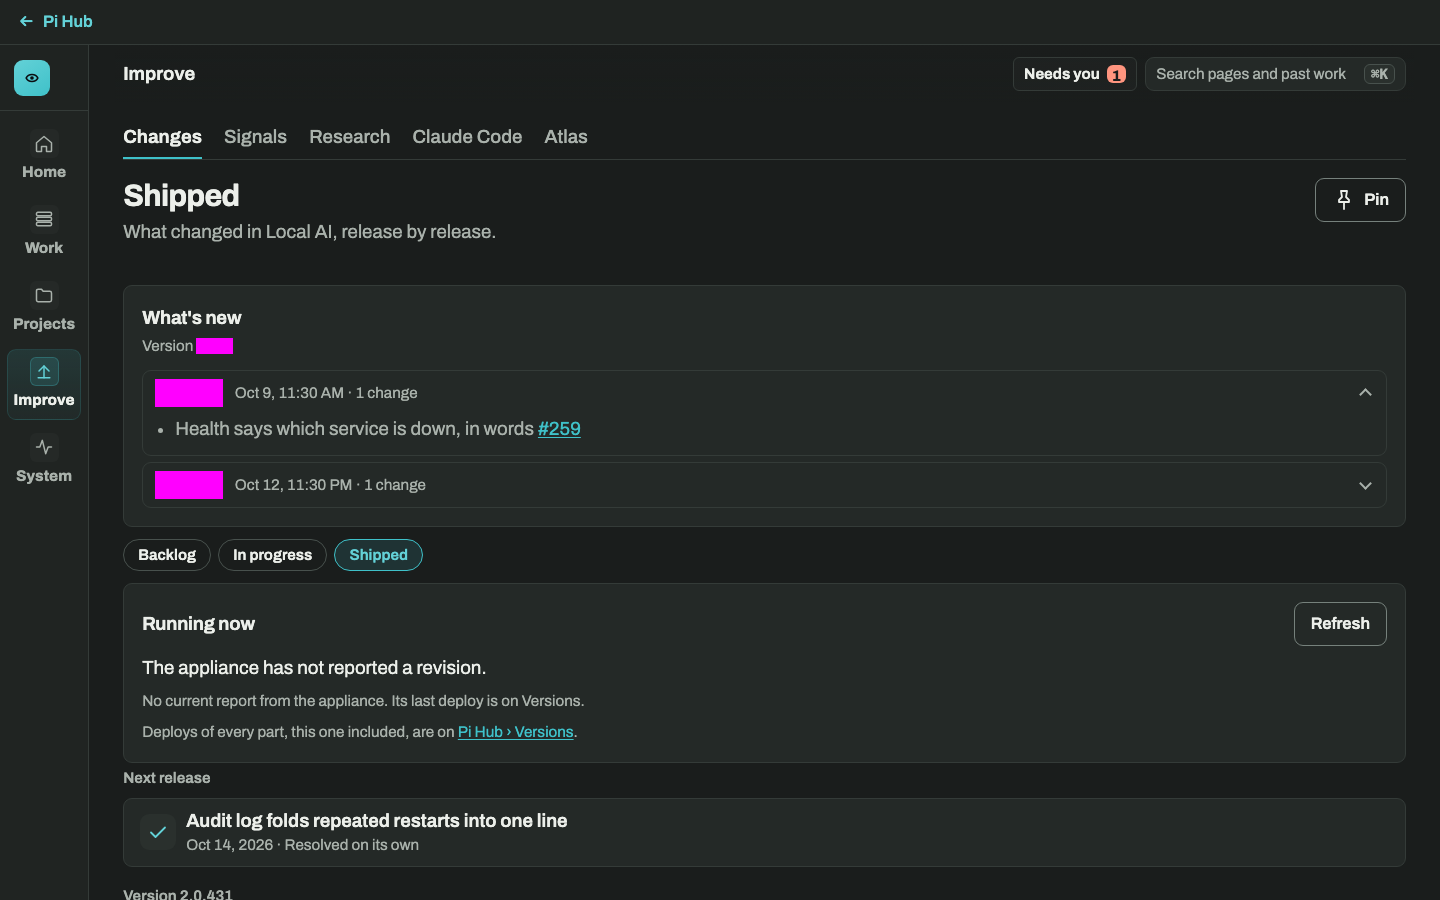 Pi Hub
Improve
Needs you 1
Search pages and past work ⌘K
Home
Work
Projects
Improve
System
Changes Signals Research Claude Code Atlas
Shipped
Pin
What changed in Local AI, release by release.
What's new
Version
Oct 9, 11:30 AM · 1 change
• Health says which service is down, in words #259
Oct 12, 11:30 PM · 1 change
Backlog In progress Shipped
Running now
Refresh
The appliance has not reported a revision.
No current report from the appliance. Its last deploy is on Versions.
Deploys of every part, this one included, are on Pi Hub › Versions.
Next release
Audit log folds repeated restarts into one line
Oct 14, 2026 · Resolved on its own
Version 2.0.431